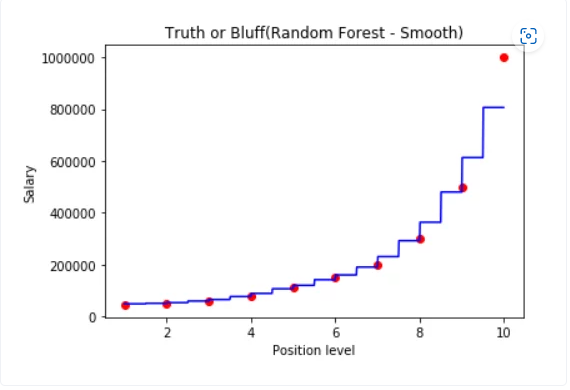 Truth or Bluff(Random Forest - Smooth)
1000000
800000
600000
400000
200000
0
Salary
2 4 6 8 10
Position level